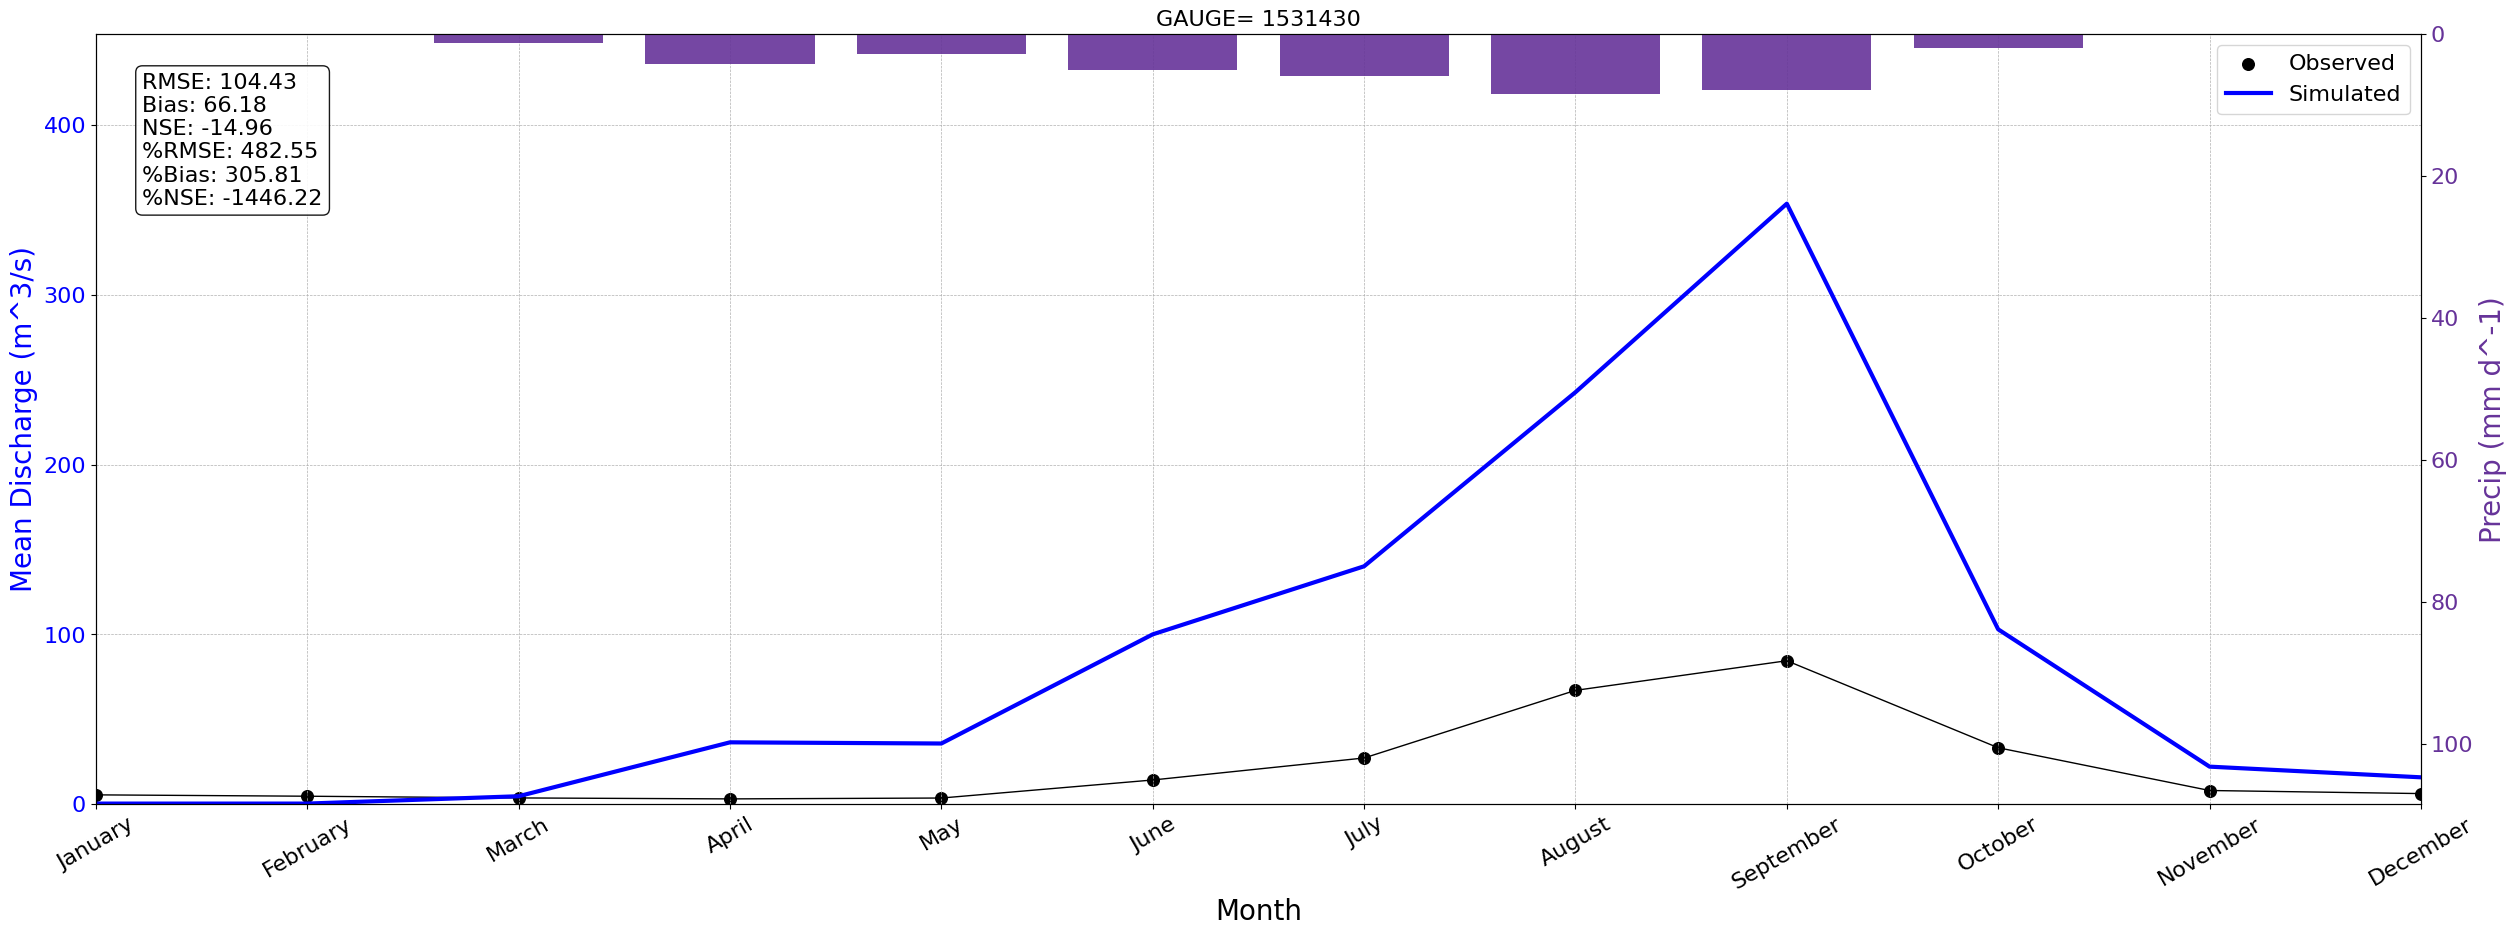 GAUGE= 1531430
RMSE: 104.43
Bias: 66.18
NSE: -14.96
%RMSE: 482.55
%Bias: 305.81
%NSE: -1446.22
Observed
Simulated
Mean Discharge (m^3/s)
400
300
200
100
0
Precip (mm d^-1)
0
20
40
60
80
100
January
February
March
April
May
June
July
August
September
October
November
December
Month